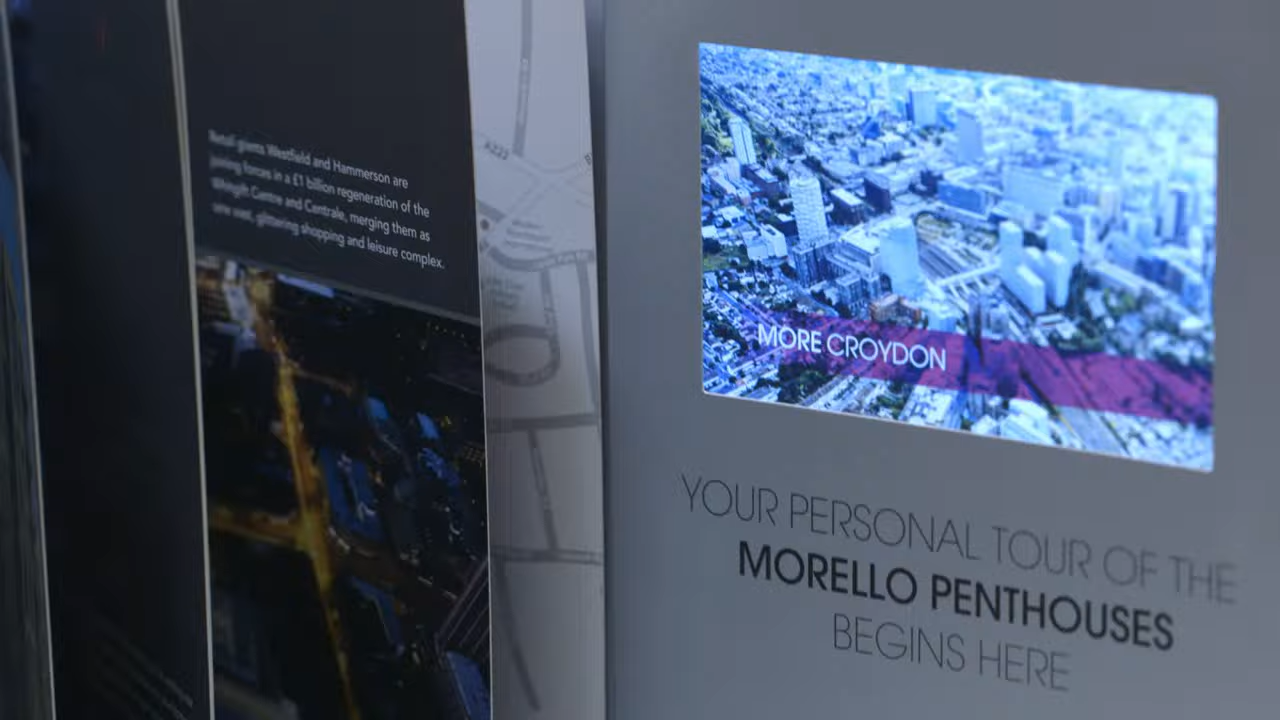 Retail giants Westfield and Hammerson are
joining forces in a £1 billion regeneration of the
Whitgift Centre and Centrale, merging them as
one vast, glittering shopping and leisure complex.
A222
MORE CROYDON
YOUR PERSONAL TOUR OF THE
MORELLO PENTHOUSES
BEGINS HERE